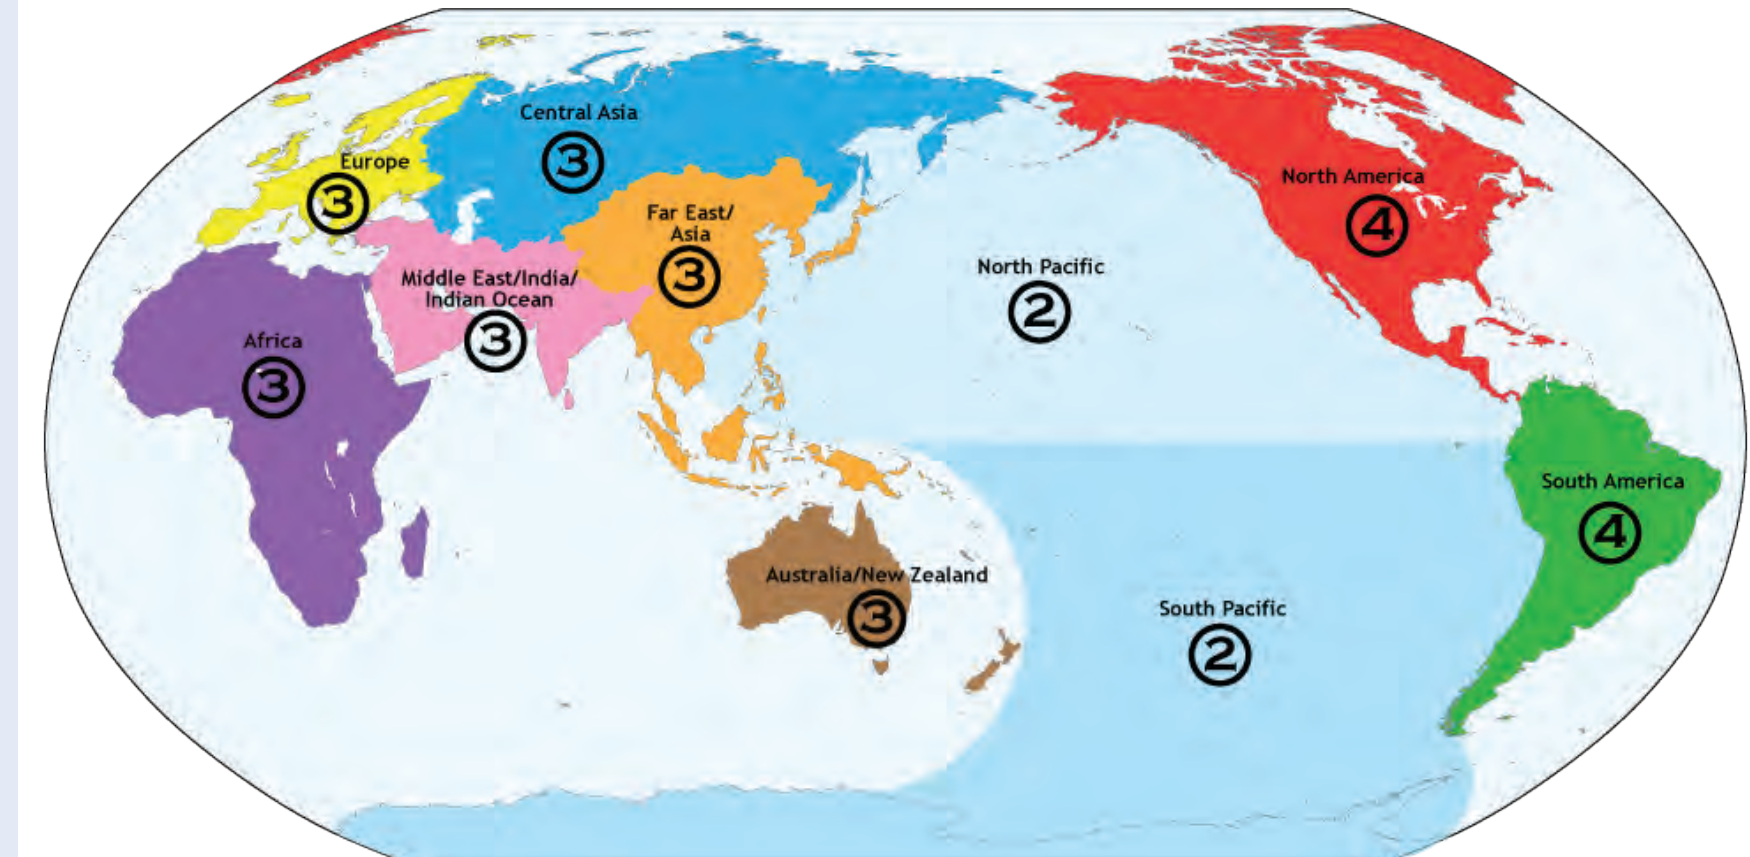 Central Asia
3
Europe
3
Far East/
Asia
3
Middle East/India/
Indian Ocean
3
Africa
3
North America
4
North Pacific
2
South America
4
Australia/New Zealand
3
South Pacific
2